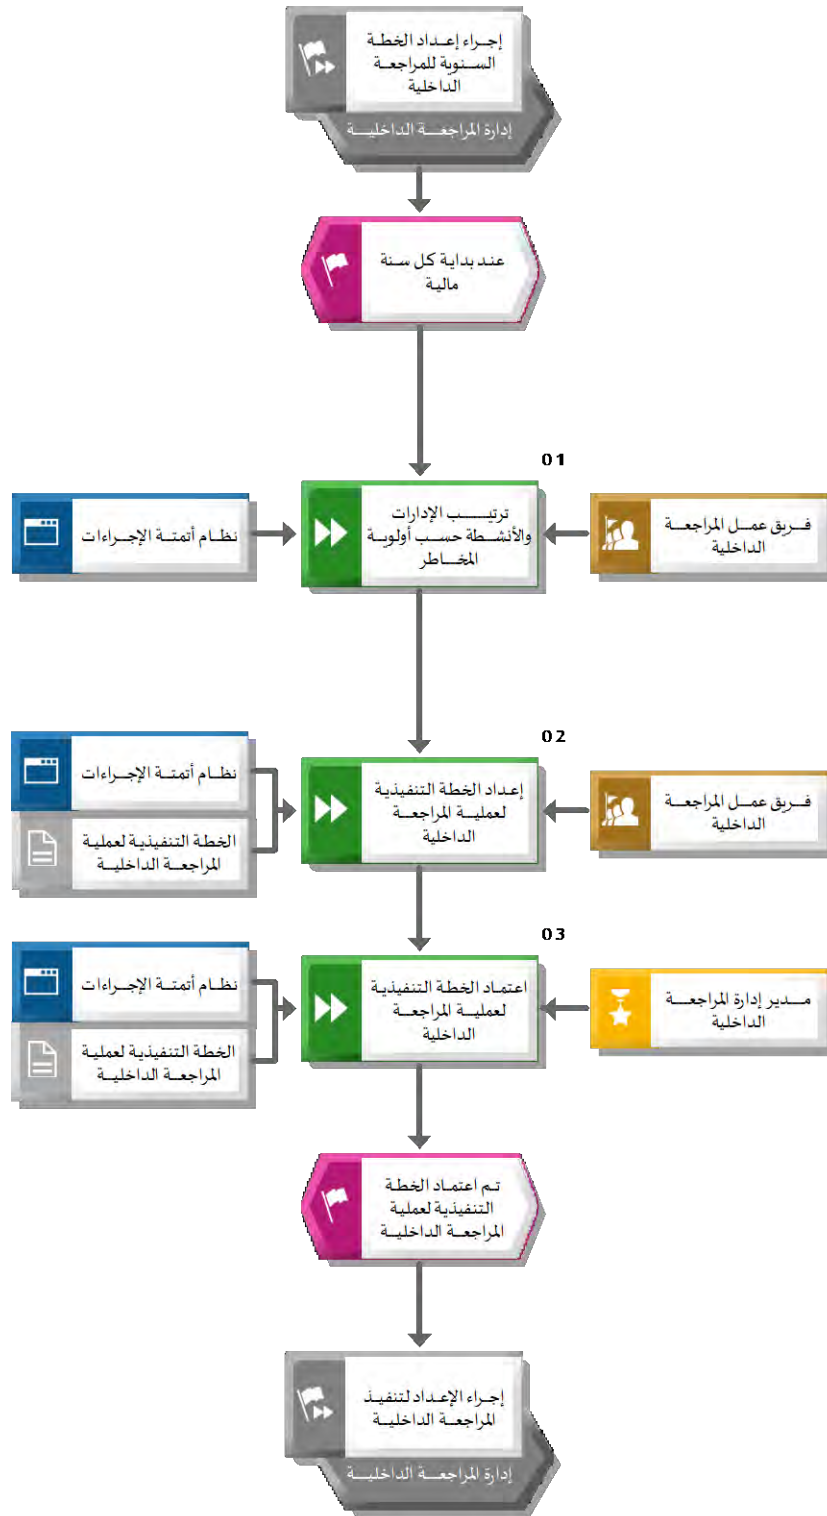 إجراء إعداد الخطة
السنوية للمراجعة
الداخلية
إدارة المراجعة الداخلية
عند بداية كل سنة
مالية
01
فريق عمل المراجعة
الداخلية
ترتيب الإدارات
والأنشطة حسب أولوية
المخاطر
نظام أتمتة الإجراءات
02
فريق عمل المراجعة
الداخلية
إعداد الخطة التنفيذية
لعملية المراجعة
الداخلية
نظام أتمتة الإجراءات
الخطة التنفيذية لعملية
المراجعة الداخلية
03
مدير إدارة المراجعة
الداخلية
اعتماد الخطة التنفيذية
لعملية المراجعة
الداخلية
نظام أتمتة الإجراءات
الخطة التنفيذية لعملية
المراجعة الداخلية
تم اعتماد الخطة
التنفيذية لعملية
المراجعة الداخلية
إجراء الإعداد لتنفيذ
المراجعة الداخلية
إدارة المراجعة الداخلية